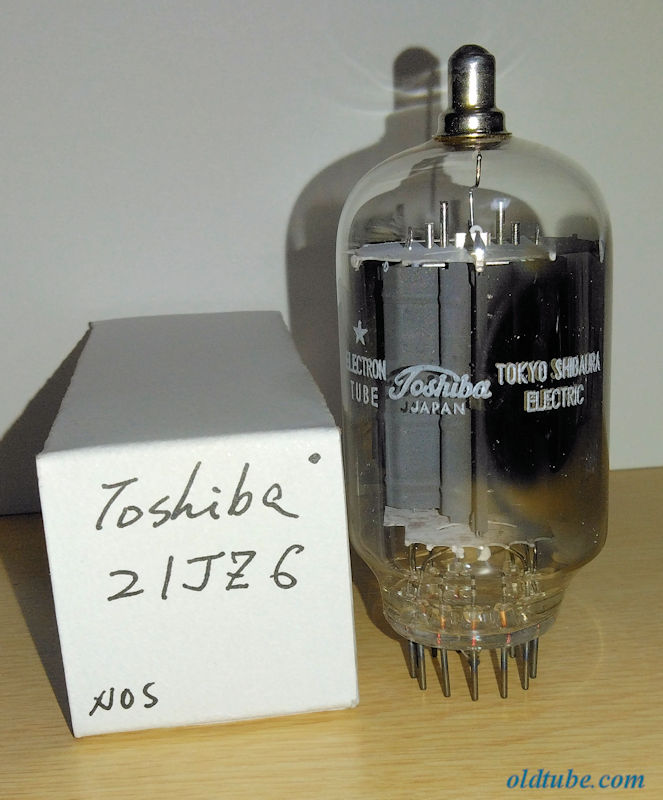 Toshiba
21JZ6
NOS
★
ELECTRON
TUBE
Toshiba
JAPAN
TOKYO SHIBAURA
ELECTRIC
oldtube.com